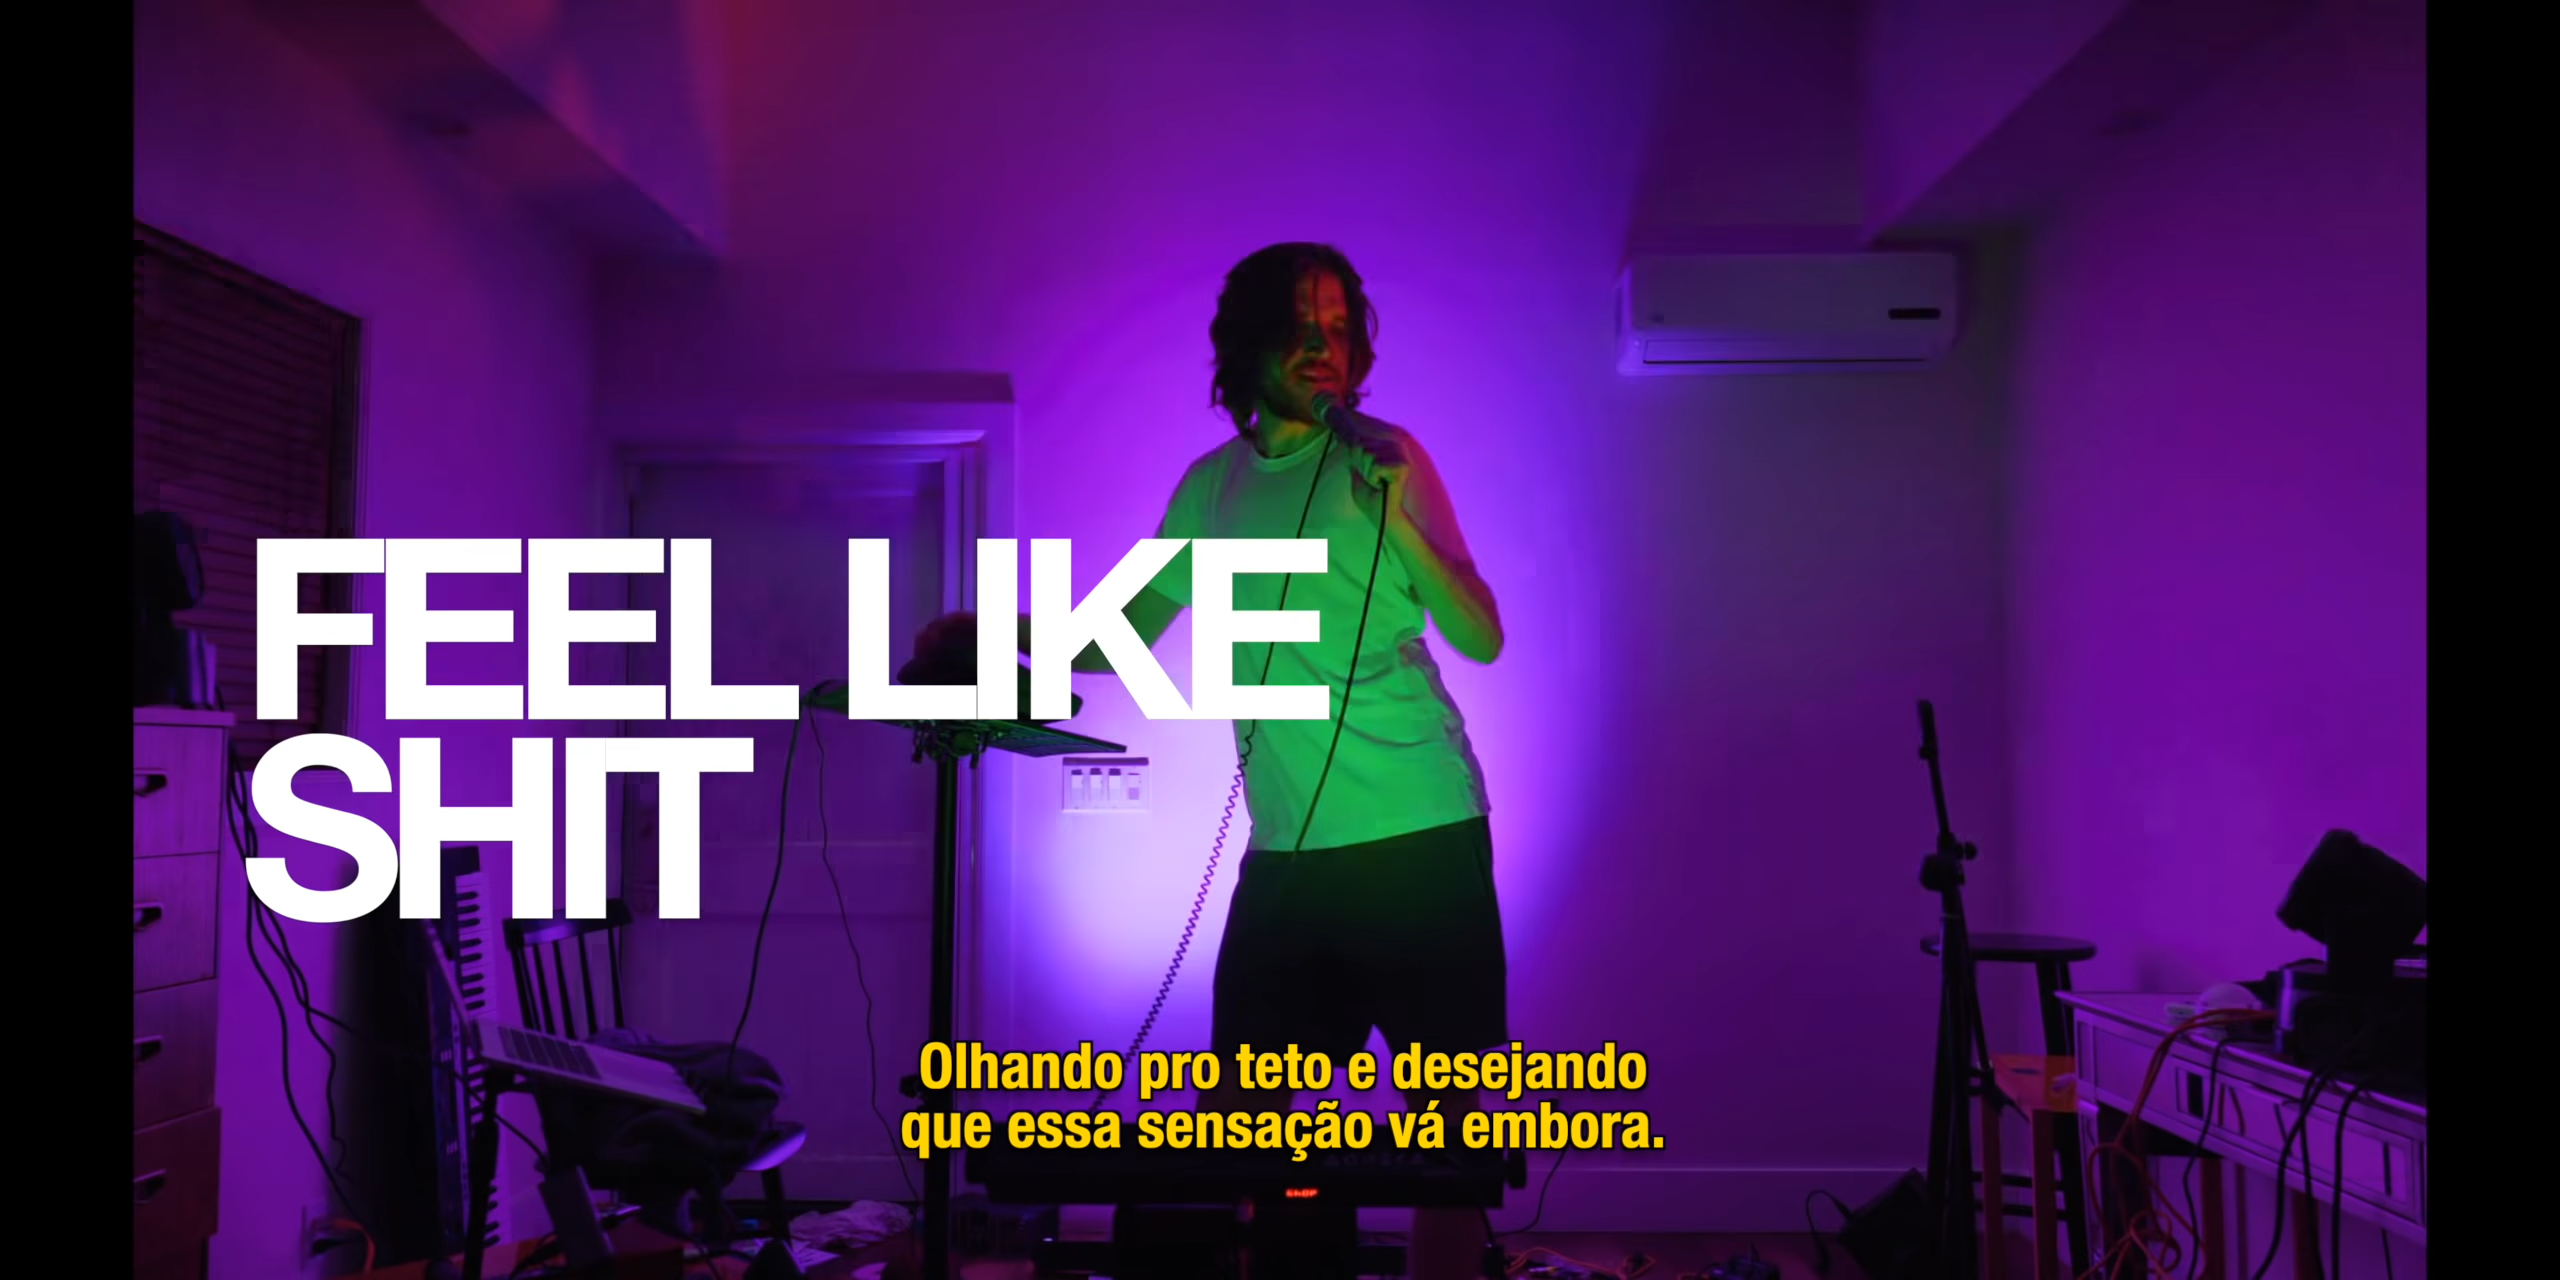 FEEL LIKE
SHIT
Olhando pro teto e desejando
que essa sensação vá embora.